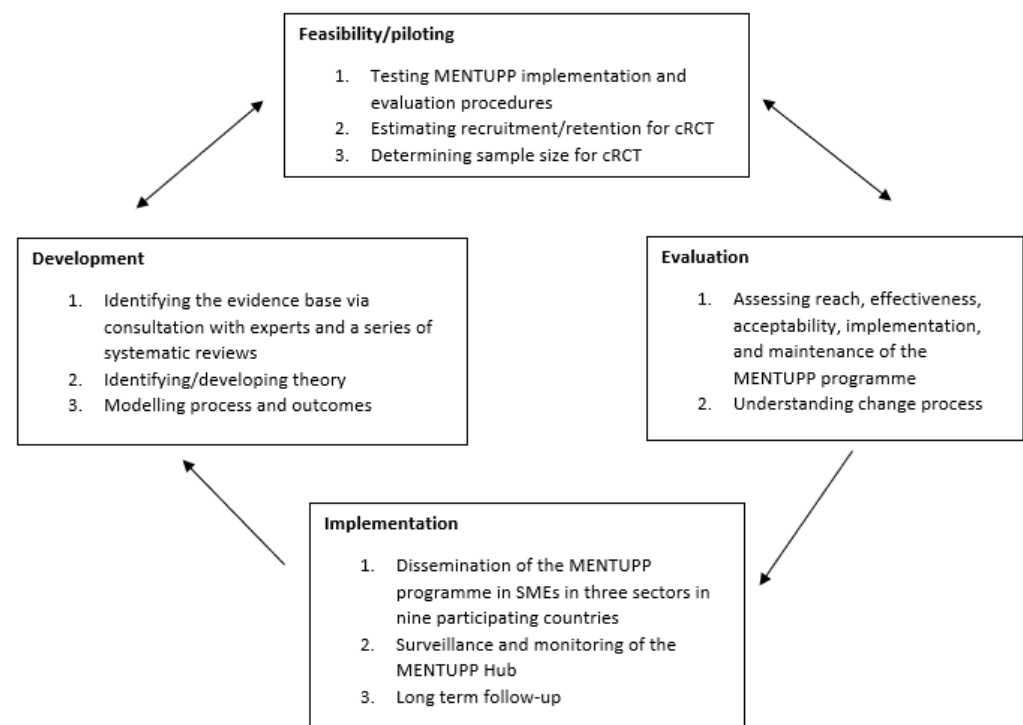 Feasibility/piloting
1. Testing MENTUPP implementation and
evaluation procedures
2. Estimating recruitment/retention for cRCT
3. Determining sample size for cRCT
Development
1. Identifying the evidence base via
consultation with experts and a series of
systematic reviews
2. Identifying/developing theory
3. Modelling process and outcomes
Evaluation
1. Assessing reach, effectiveness,
acceptability, implementation,
and maintenance of the
MENTUPP programme
2. Understanding change process
Implementation
1. Dissemination of the MENTUPP
programme in SMEs in three sectors in
nine participating countries
2. Surveillance and monitoring of the
MENTUPP Hub
3. Long term follow-up